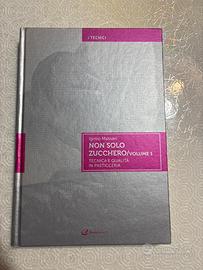 I TECNICI
Iginio Massari
NON SOLO
ZUCCHERO/VOLUME 1
TECNICA E QUALITÀ
IN PASTICCERIA